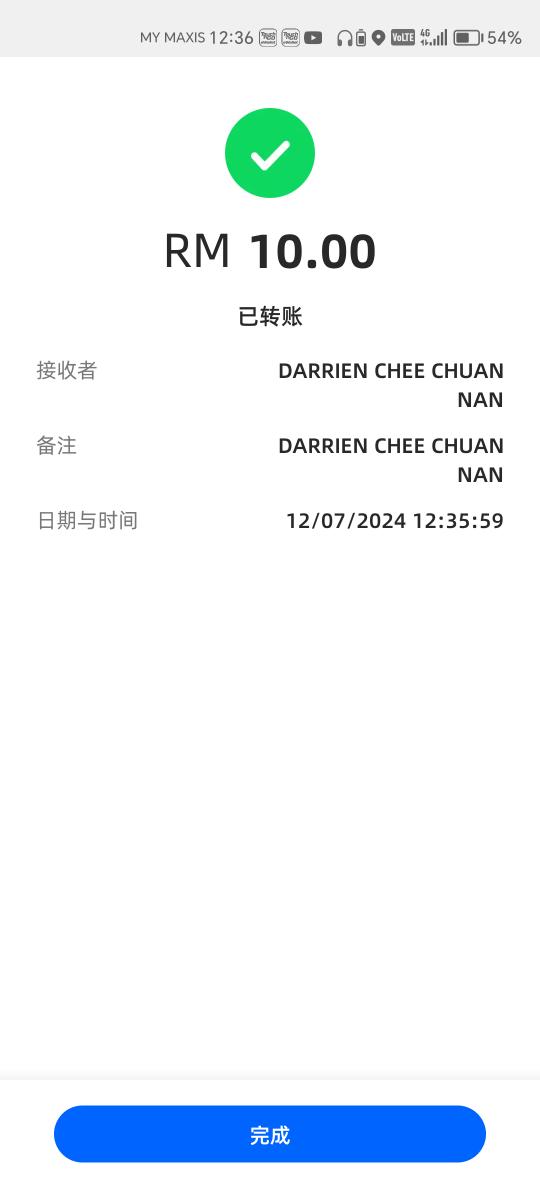 MY MAXIS 12:36 VoLTE 4G 54%
RM 10.00
已转账
接收者 DARRIEN CHEE CHUAN
NAN
备注 DARRIEN CHEE CHUAN
NAN
日期与时间 12/07/2024 12:35:59
完成